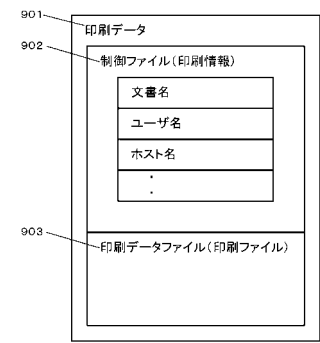 901
印刷データ
902
制御ファイル(印刷情報)
文書名
ユーザ名
ホスト名
・
・
903
印刷データファイル(印刷ファイル)